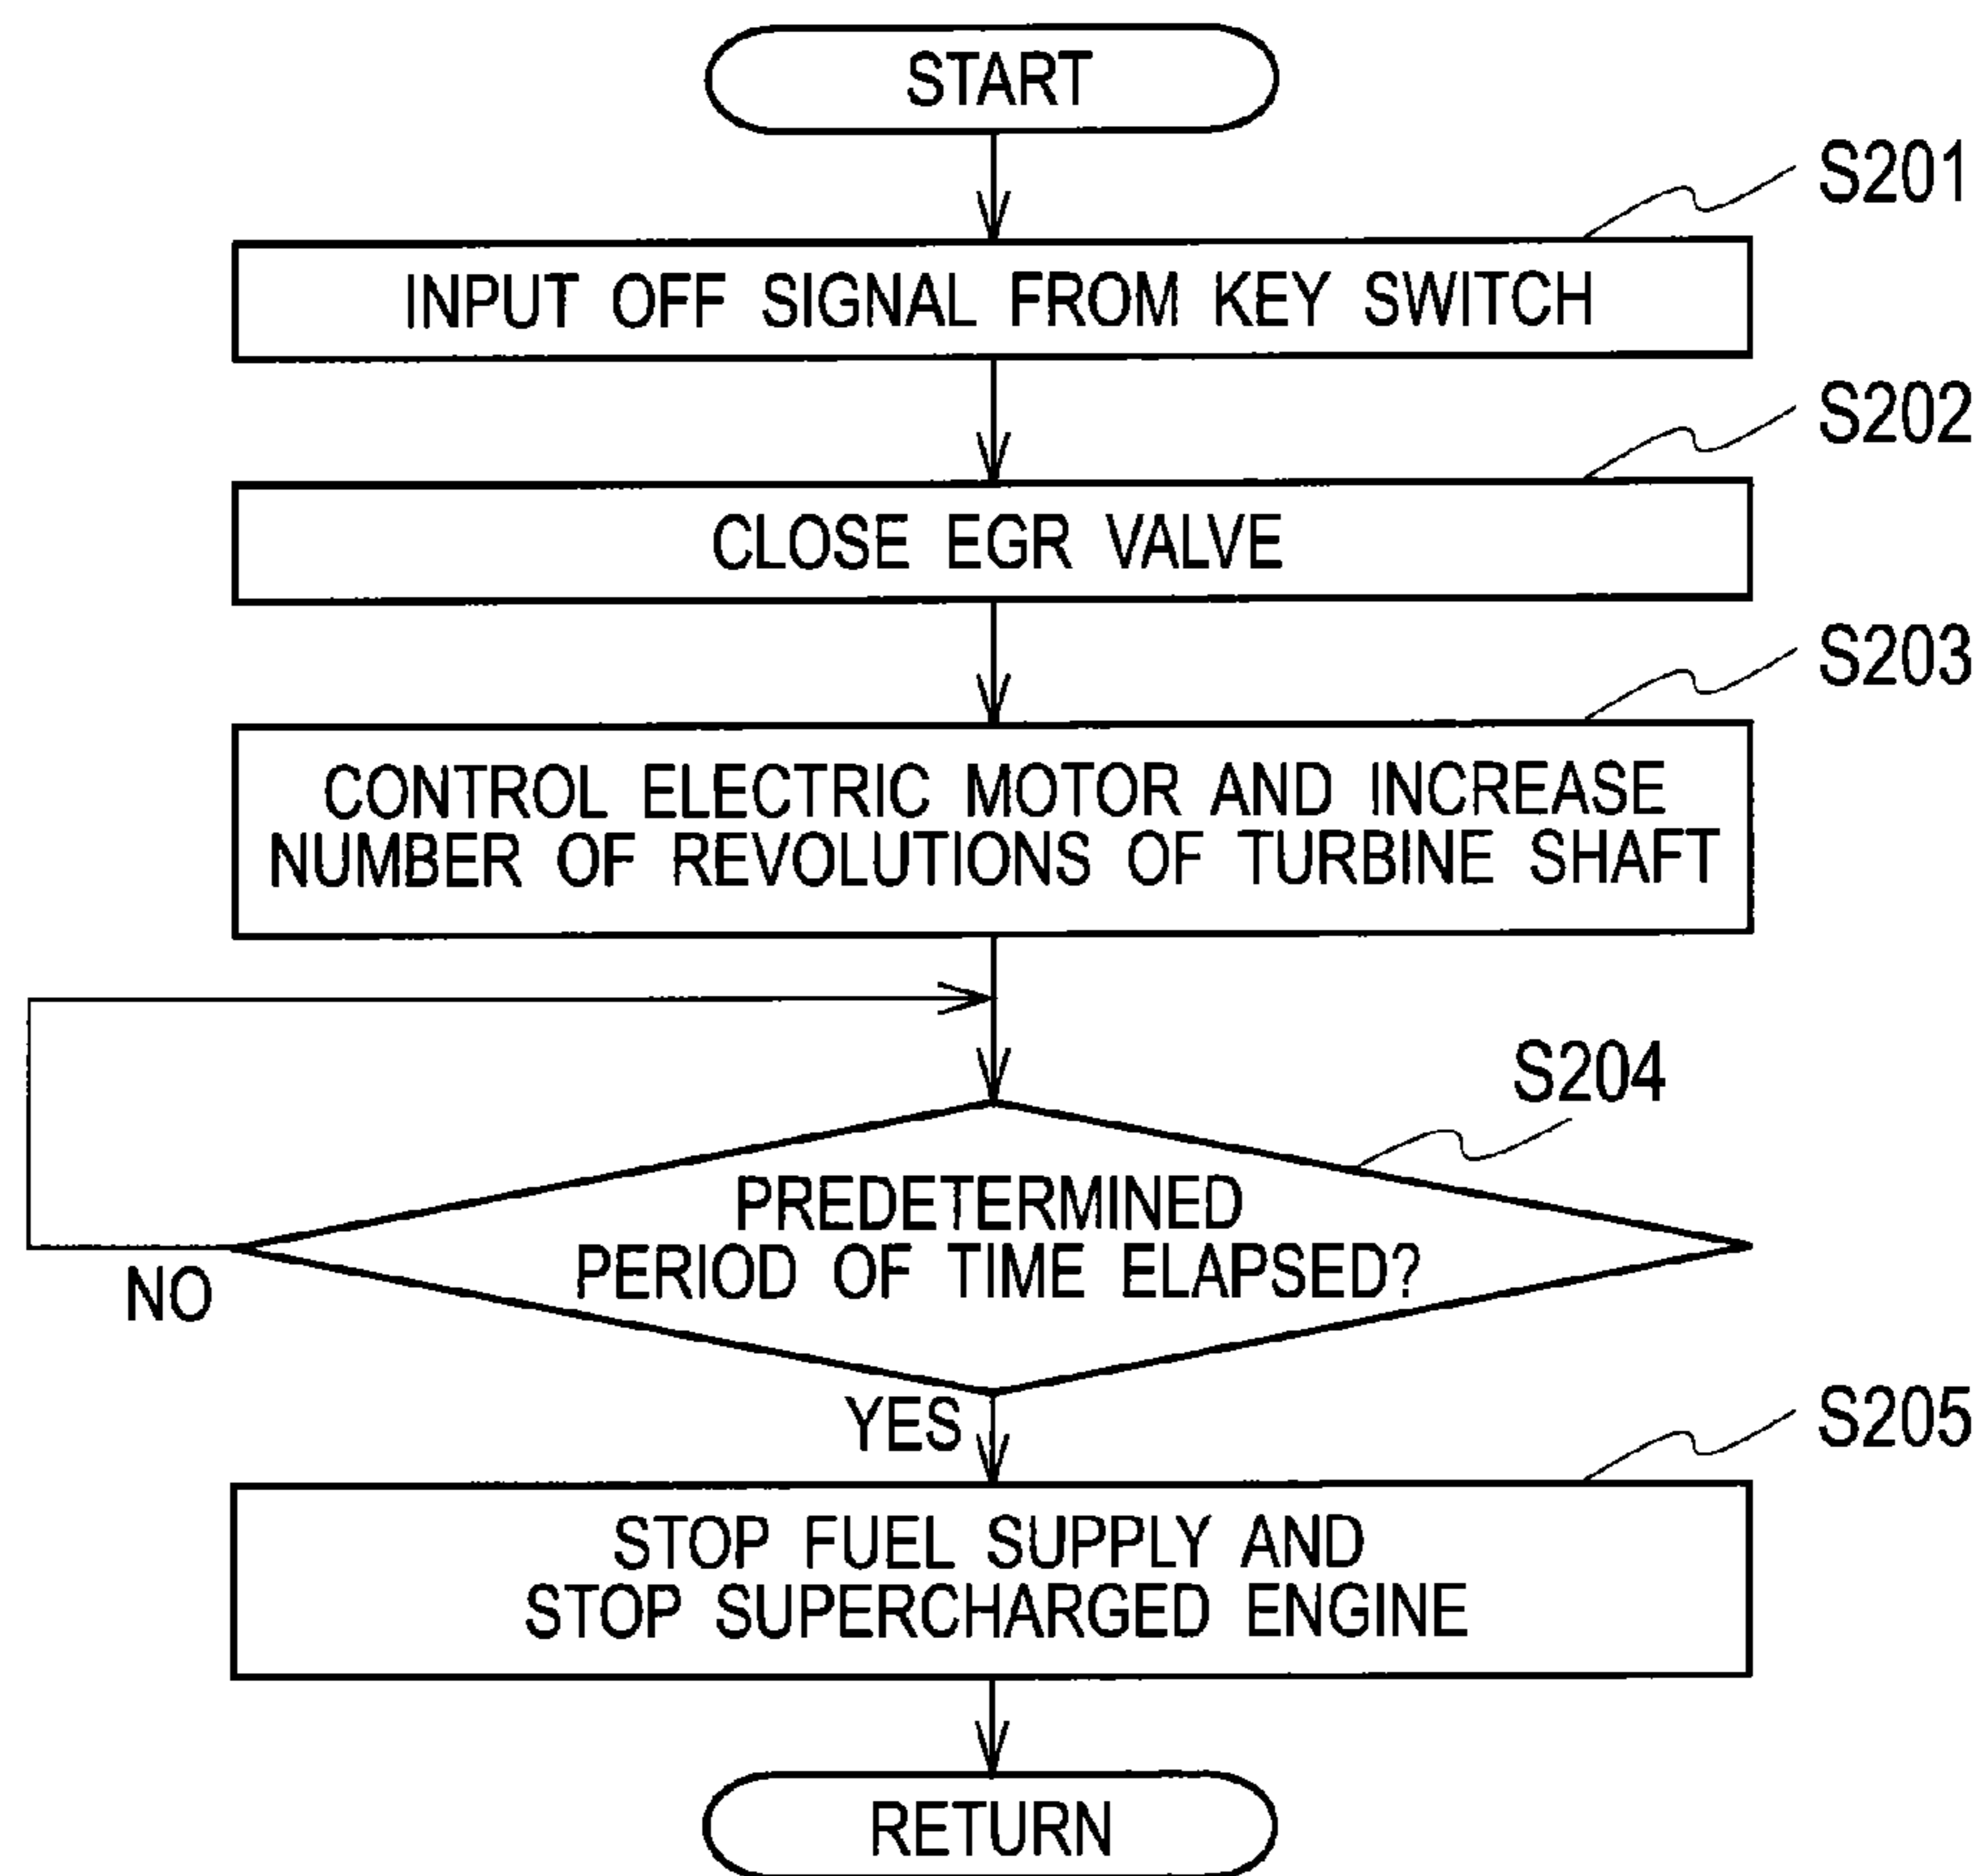 START
S201
INPUT OFF SIGNAL FROM KEY SWITCH
S202
CLOSE EGR VALVE
S203
CONTROL ELECTRIC MOTOR AND INCREASE
NUMBER OF REVOLUTIONS OF TURBINE SHAFT
S204
PREDETERMINED
PERIOD OF TIME ELAPSED?
NO
YES
S205
STOP FUEL SUPPLY AND
STOP SUPERCHARGED ENGINE
RETURN